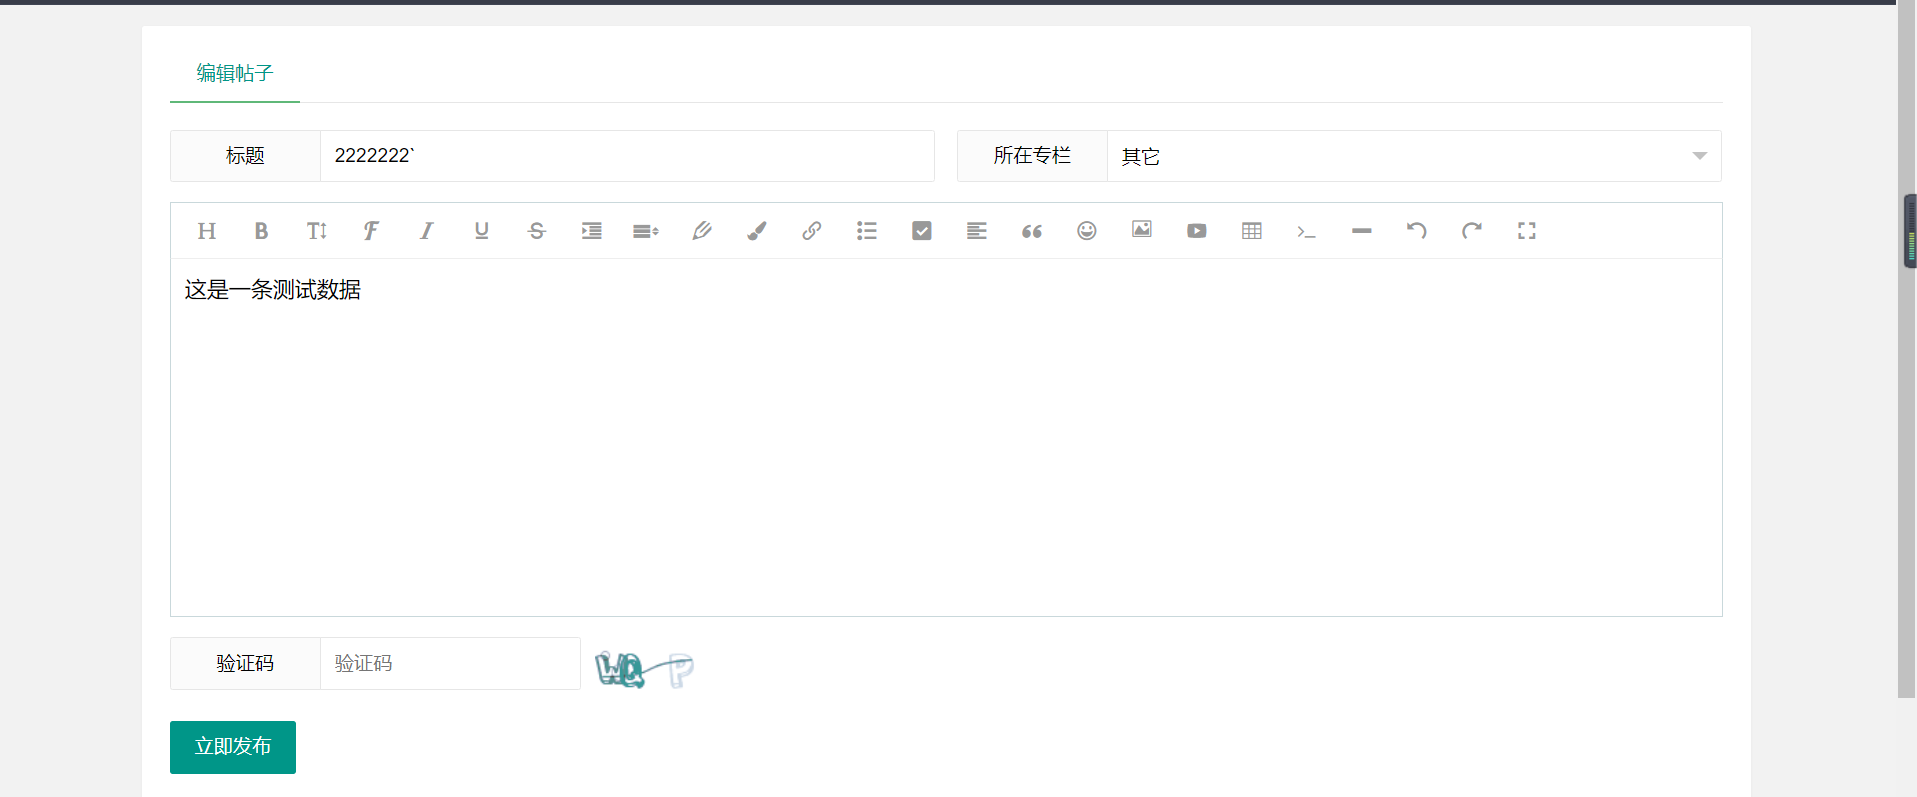 编辑帖子
标题 2222222` 所在专栏 其它
这是一条测试数据
验证码 验证码
立即发布